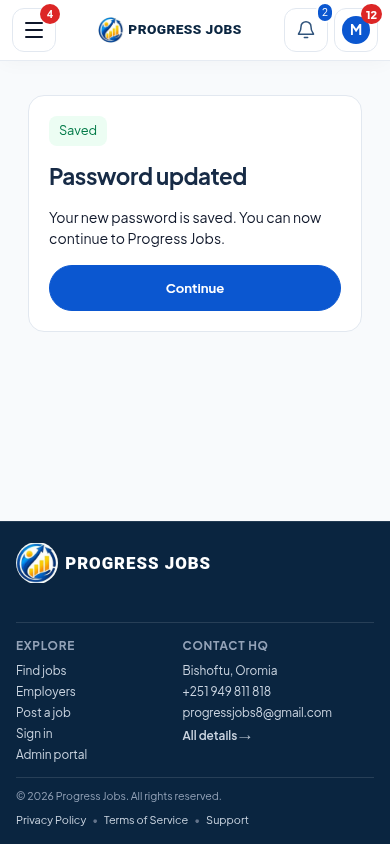 4
PROGRESS JOBS
2
M
12
Saved
Password updated
Your new password is saved. You can now
continue to Progress Jobs.
Continue
PROGRESS JOBS
EXPLORE
Find jobs
Employers
Post a job
Sign in
Admin portal
CONTACT HQ
Bishoftu, Oromia
+251 949 811 818
progressjobs8@gmail.com
All details →
© 2026 Progress Jobs. All rights reserved.
Privacy Policy • Terms of Service • Support